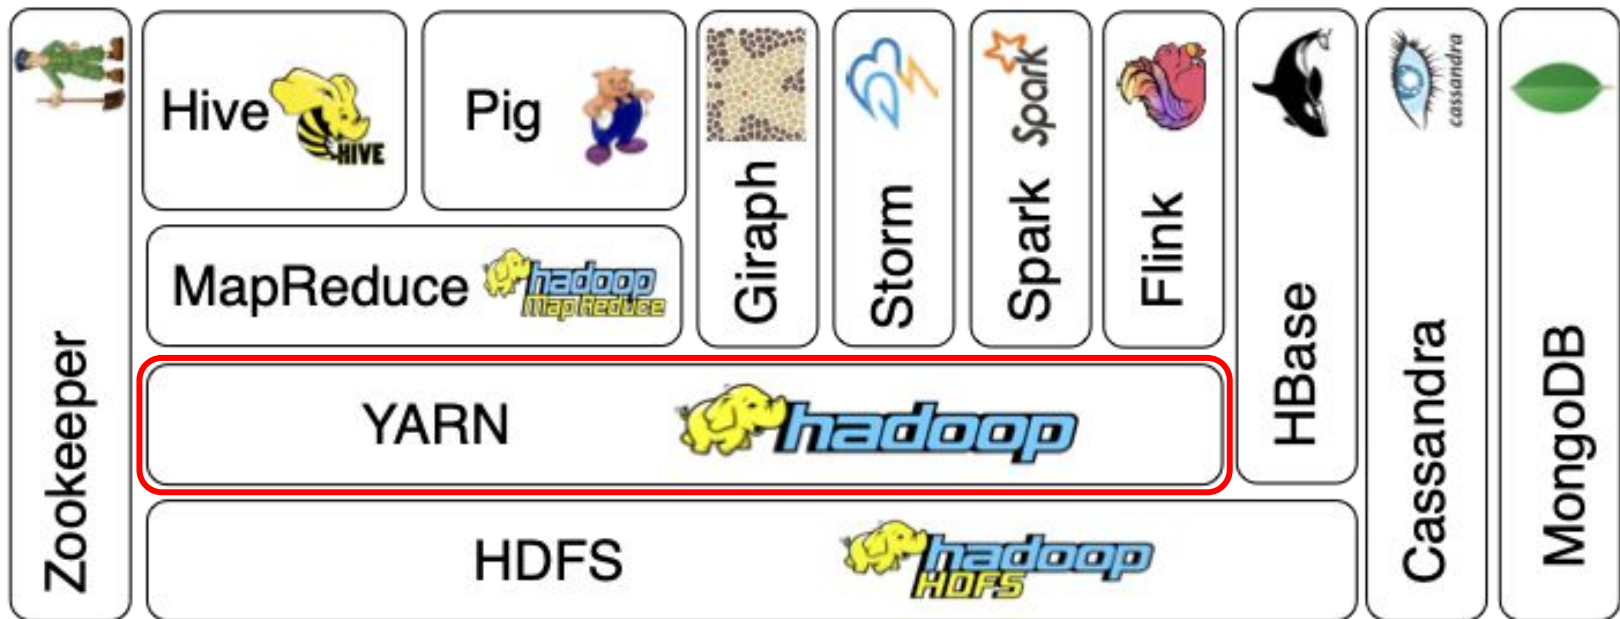 Zookeeper
Hive
HIVE
Pig
MapReduce
hadoop
MapReduce
Giraph
Storm
Spark
Spark
Flink
YARN
hadoop
HDFS
hadoop
HDFS
HBase
cassandra
Cassandra
MongoDB